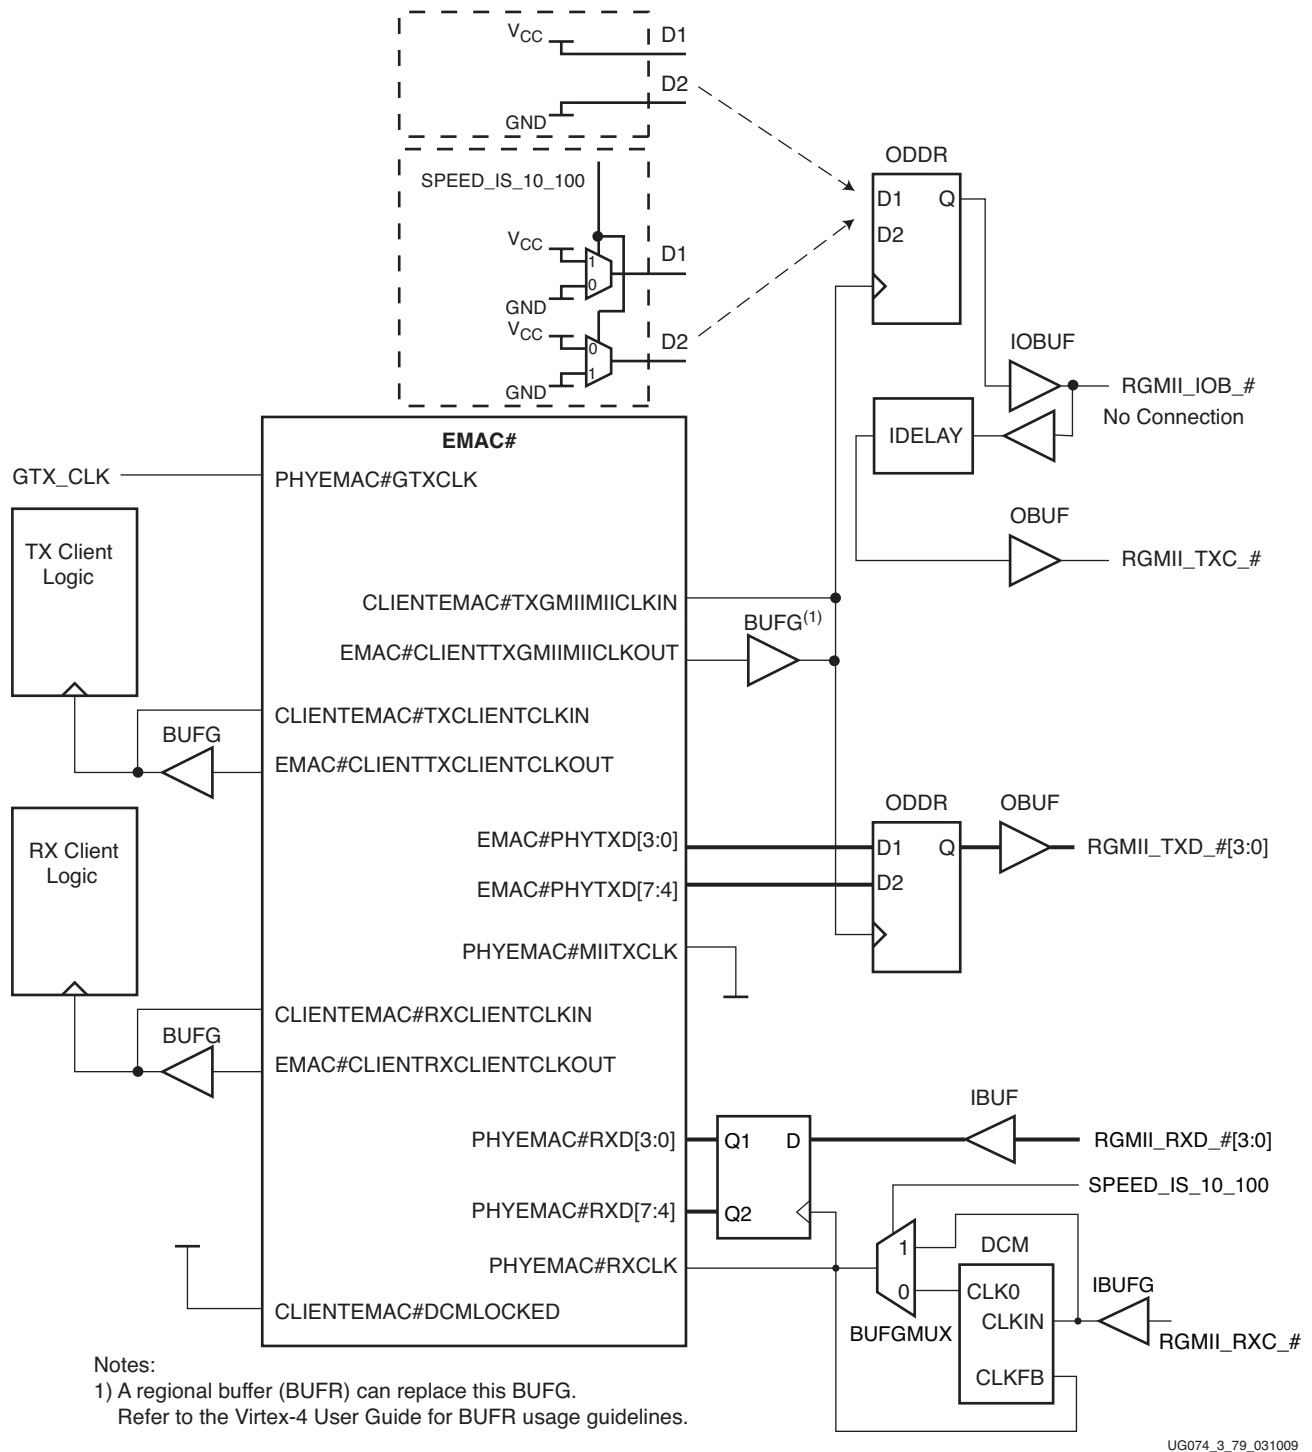 VCC
D1
D2
GND
SPEED_IS_10_100
VCC
D1
1
0
GND
VCC
D2
0
1
GND
ODDR
D1 Q
D2
IOBUF
RGMII_IOB_#
No Connection
IDELAY
OBUF
RGMII_TXC_#
EMAC#
GTX_CLK
PHYEMAC#GTXCLK
TX Client
Logic
CLIENTEMAC#TXGMIIMIICLKIN
BUFG(1)
EMAC#CLIENTTXGMIIMIICLKOUT
CLIENTEMAC#TXCLIENTCLKIN
BUFG
EMAC#CLIENTTXCLIENTCLKOUT
ODDR
OBUF
EMAC#PHYTXD[3:0]
D1 Q
RGMII_TXD_#[3:0]
EMAC#PHYTXD[7:4]
D2
RX Client
Logic
PHYEMAC#MIITXCLK
CLIENTEMAC#RXCLIENTCLKIN
BUFG
EMAC#CLIENTRXCLIENTCLKOUT
IBUF
PHYEMAC#RXD[3:0]
Q1 D
RGMII_RXD_#[3:0]
SPEED_IS_10_100
PHYEMAC#RXD[7:4]
Q2
1
DCM
PHYEMAC#RXCLK
0
CLK0
IBUFG
CLIENTEMAC#DCMLOCKED
BUFGMUX
CLKIN
RGMII_RXC_#
CLKFB
Notes:
1) A regional buffer (BUFR) can replace this BUFG.
Refer to the Virtex-4 User Guide for BUFR usage guidelines.
UG074_3_79_031009